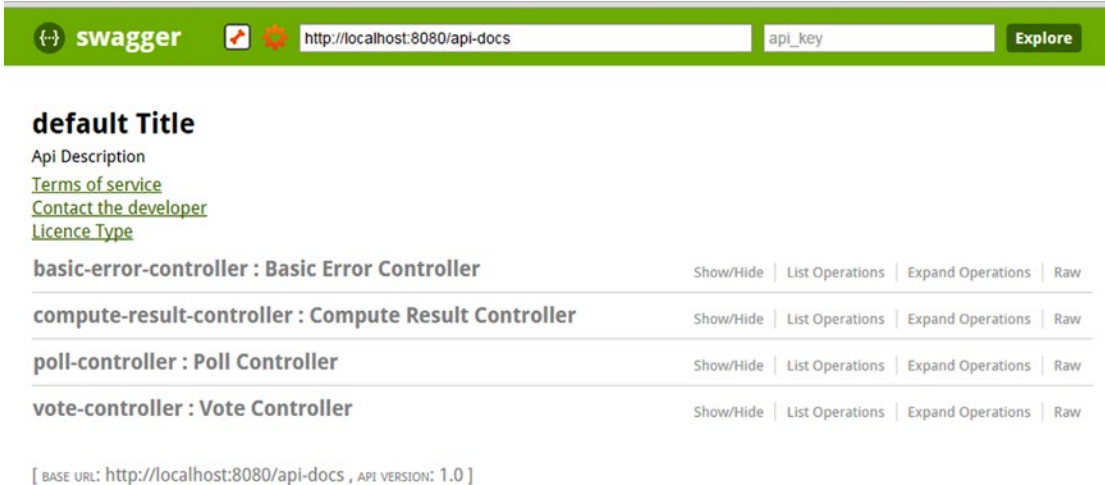 {···} swagger http://localhost:8080/api-docs api_key Explore
default Title
Api Description
Terms of service
Contact the developer
Licence Type
basic-error-controller : Basic Error Controller Show/Hide List Operations Expand Operations Raw
compute-result-controller : Compute Result Controller Show/Hide List Operations Expand Operations Raw
poll-controller : Poll Controller Show/Hide List Operations Expand Operations Raw
vote-controller : Vote Controller Show/Hide List Operations Expand Operations Raw
[ BASE URL: http://localhost:8080/api-docs , API VERSION: 1.0 ]